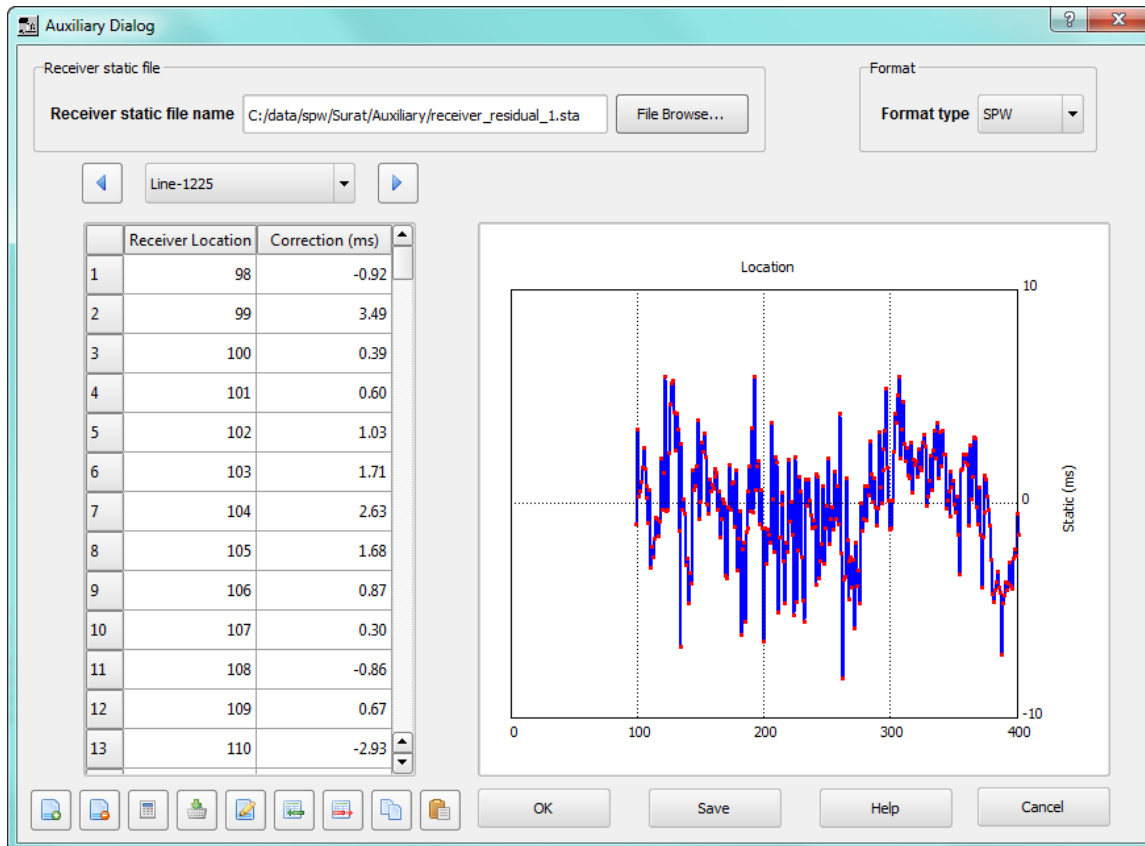 Auxiliary Dialog
Receiver static file
Format
Receiver static file name C:/data/spw/Surat/Auxiliary/receiver_residual_1.sta File Browse...
Format type SPW
Line-1225
Receiver Location Correction (ms)
1 98 -0.92
2 99 3.49
3 100 0.39
4 101 0.60
5 102 1.03
6 103 1.71
7 104 2.63
8 105 1.68
9 106 0.87
10 107 0.30
11 108 -0.86
12 109 0.67
13 110 -2.93
Location
10
0
Static (ms)
-10
0 100 200 300 400
OK Save Help Cancel